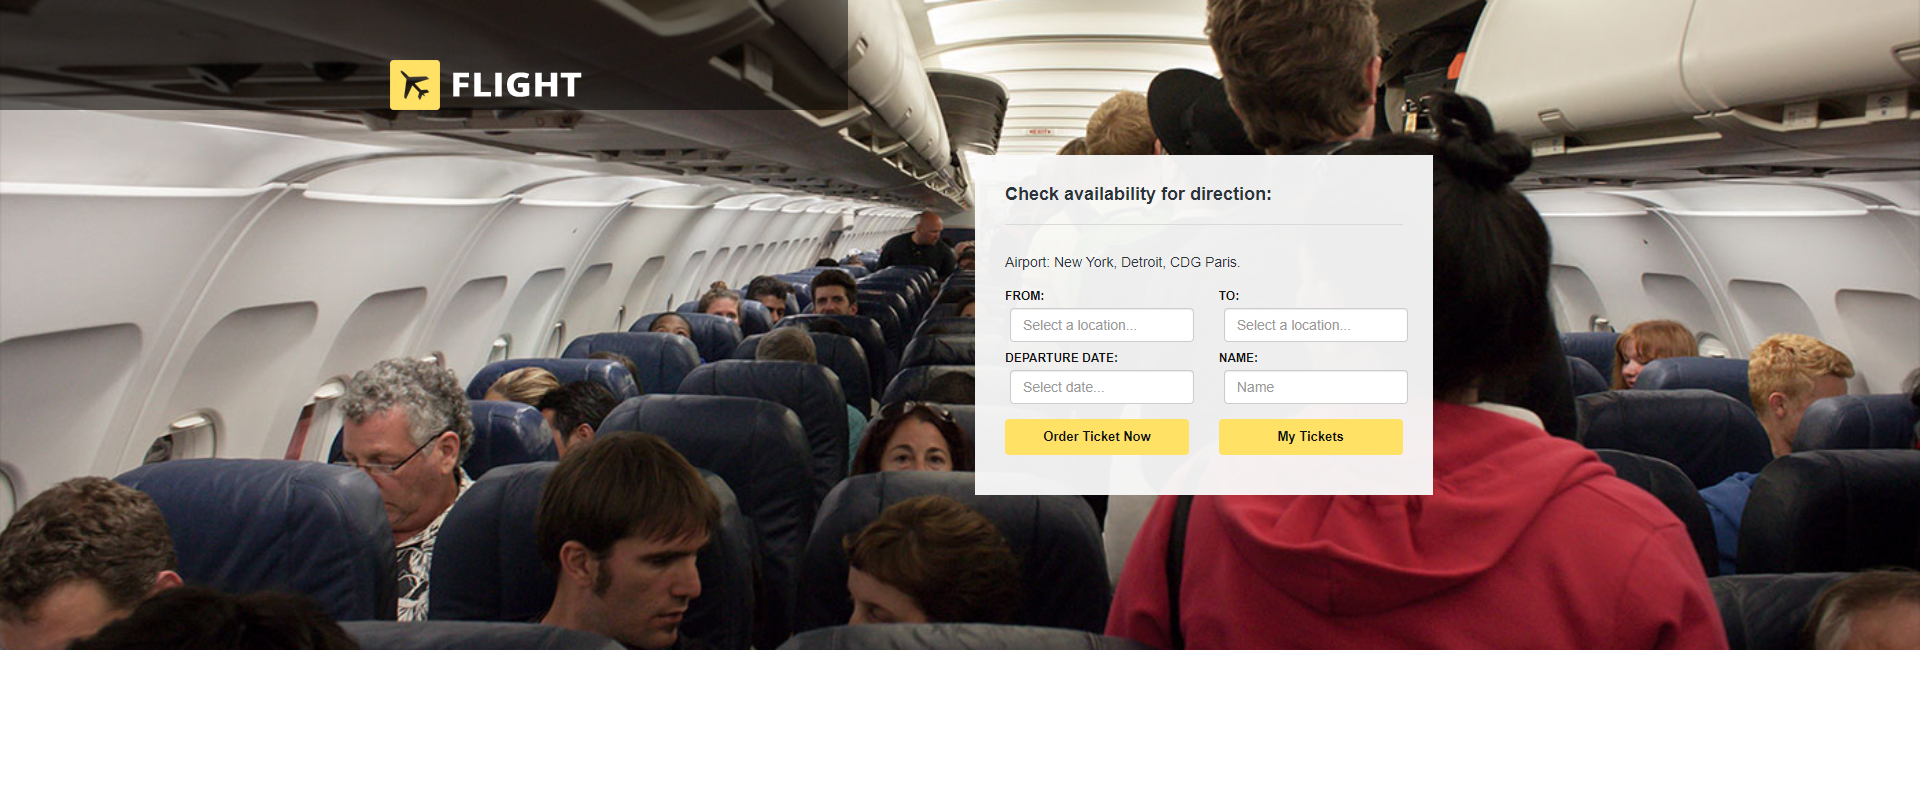 FLIGHT
Check availability for direction:
Airport: New York, Detroit, CDG Paris.
FROM: TO:
Select a location... Select a location...
DEPARTURE DATE: NAME:
Select date... Name
Order Ticket Now My Tickets